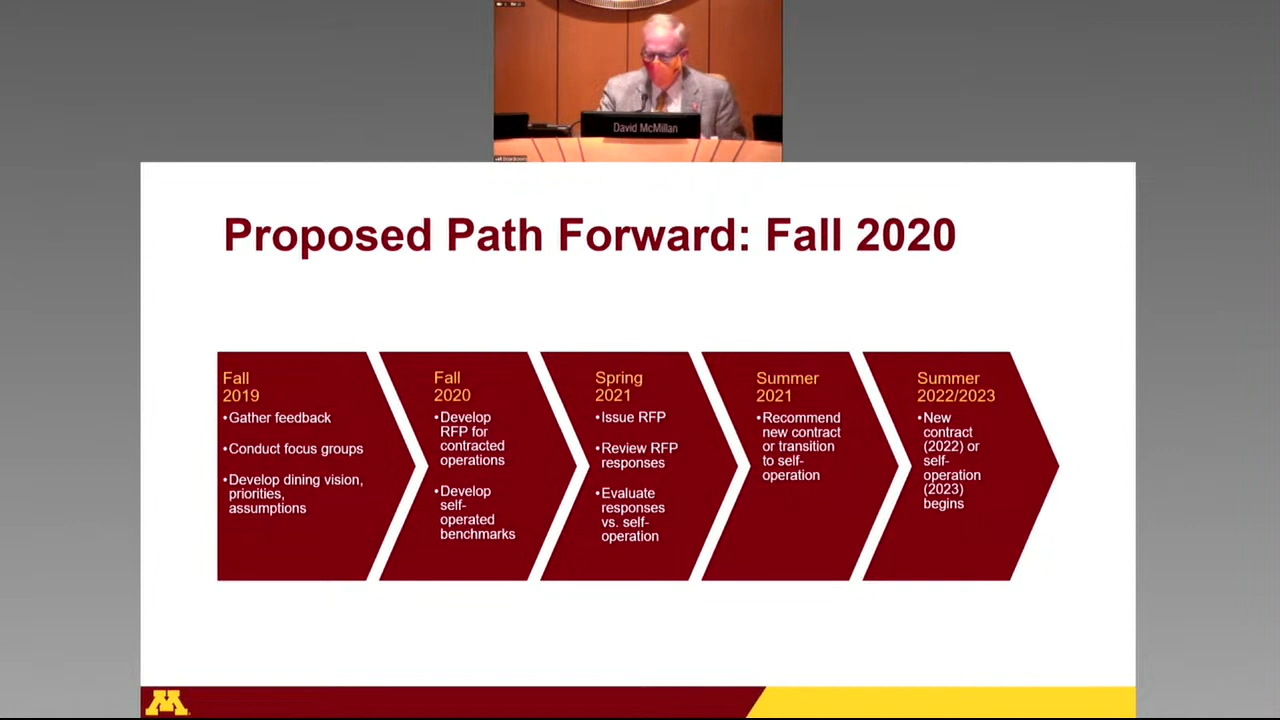 David McMillan
Proposed Path Forward: Fall 2020
Fall
2019
•Gather feedback
•Conduct focus groups
•Develop dining vision,
priorities,
assumptions
Fall
2020
•Develop
RFP for
contracted
operations
•Develop
self-
operated
benchmarks
Spring
2021
•Issue RFP
•Review RFP
responses
•Evaluate
responses
vs. self-
operation
Summer
2021
•Recommend
new contract
or transition
to self-
operation
Summer
2022/2023
•New
contract
(2022) or
self-
operation
(2023)
begins
M